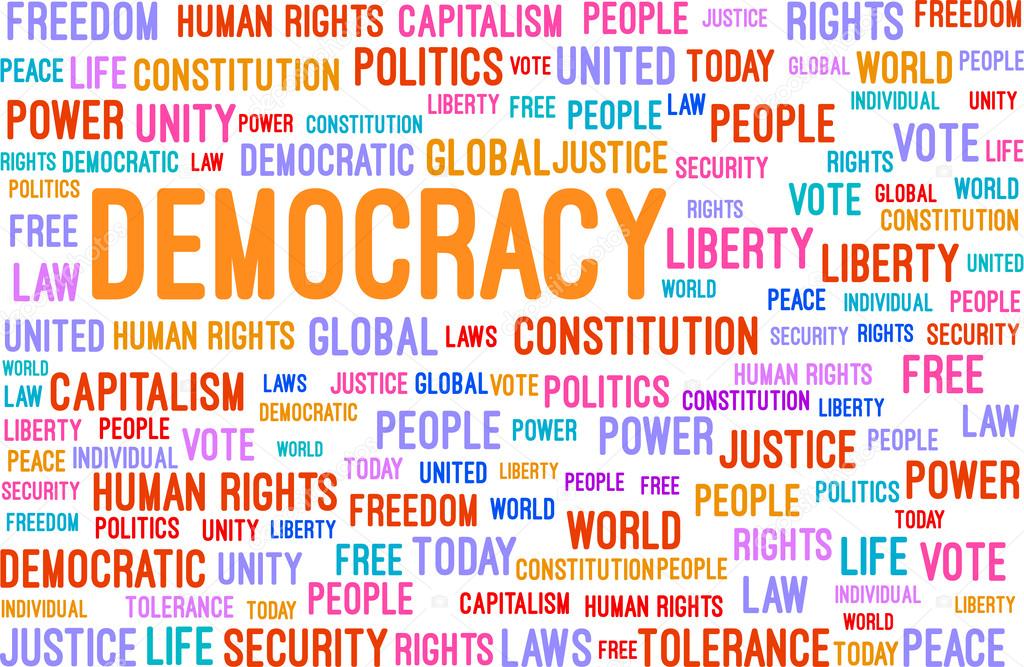 FREEDOM HUMAN RIGHTS CAPITALISM PEOPLE JUSTICE RIGHTS FREEDOM
PEACE LIFE CONSTITUTION POLITICS VOTE UNITED TODAY GLOBAL WORLD PEOPLE
POWER UNITY POWER CONSTITUTION LIBERTY FREE PEOPLE LAW PEOPLE INDIVIDUAL UNITY
RIGHTS DEMOCRATIC LAW DEMOCRATIC GLOBAL JUSTICE SECURITY RIGHTS VOTE LIFE
POLITICS RIGHTS VOTE GLOBAL WORLD
CONSTITUTION
FREE DEMOCRACY LIBERTY LIBERTY UNITED
LAW WORLD PEACE INDIVIDUAL PEOPLE
UNITED HUMAN RIGHTS GLOBAL LAWS CONSTITUTION SECURITY RIGHTS SECURITY
WORLD HUMAN RIGHTS FREE
LAW CAPITALISM LAWS JUSTICE GLOBAL VOTE POLITICS CONSTITUTION LIBERTY
DEMOCRATIC LAW
LIBERTY PEOPLE VOTE WORLD PEOPLE POWER POWER JUSTICE PEOPLE
PEACE INDIVIDUAL TODAY UNITED LIBERTY PEOPLE FREE
SECURITY HUMAN RIGHTS PEOPLE POLITICS POWER
FREEDOM POLITICS UNITY LIBERTY FREEDOM WORLD WORLD TODAY
DEMOCRATIC UNITY FREE TODAY CONSTITUTION PEOPLE RIGHTS LIFE VOTE
INDIVIDUAL TOLERANCE TODAY PEOPLE CAPITALISM HUMAN RIGHTS LAW INDIVIDUAL LIBERTY
WORLD
JUSTICE LIFE SECURITY RIGHTS LAWS FREE TOLERANCE TODAY PEACE